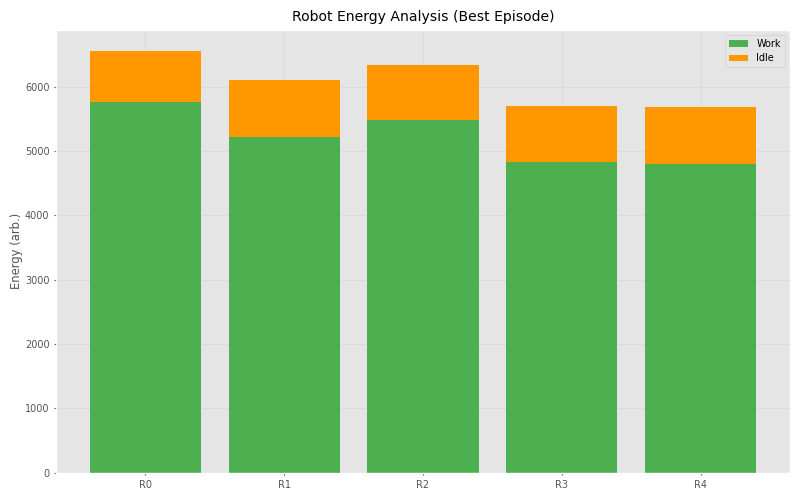 Robot Energy Analysis (Best Episode)
Work
Idle
Energy (arb.)
6000
5000
4000
3000
2000
1000
0
R0 R1 R2 R3 R4